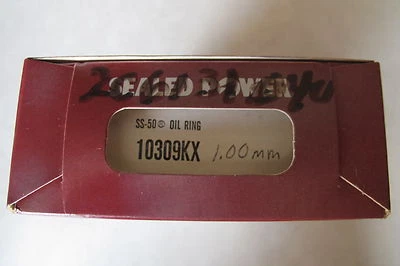 SEALED POWER
SS-50® OIL RING
10309KX 1.00mm